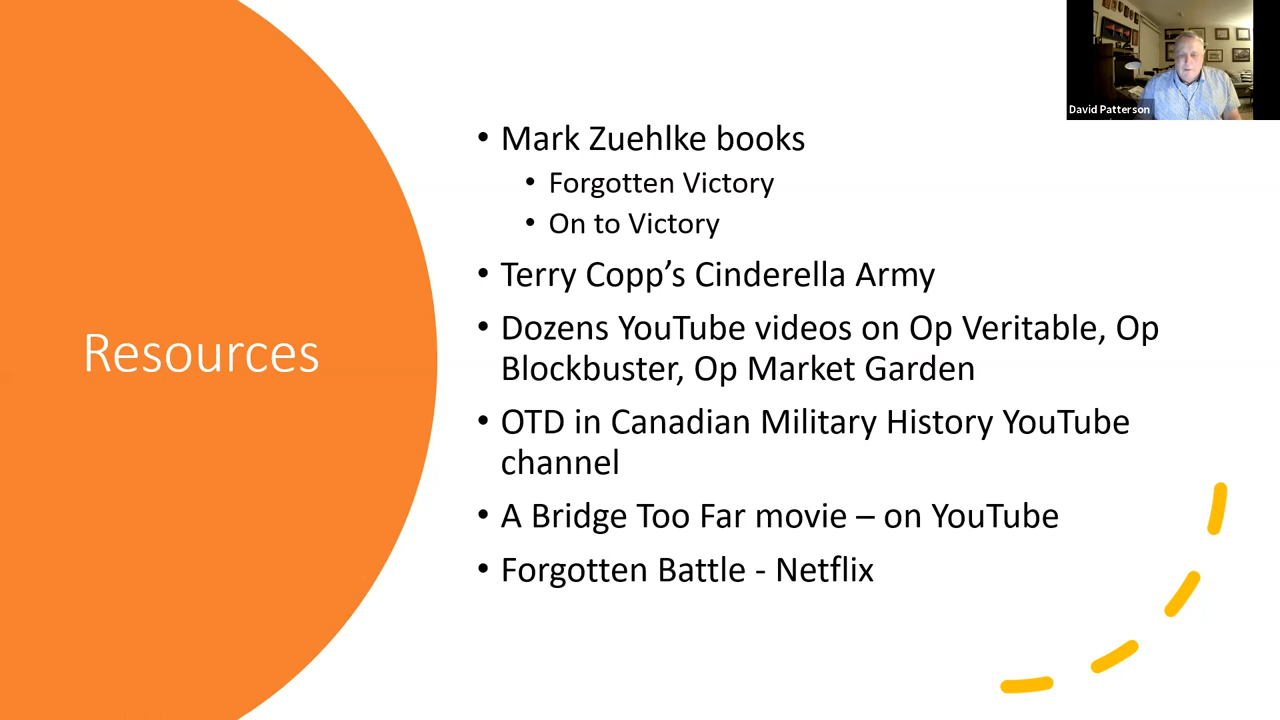 David Patterson
Resources
• Mark Zuehlke books
• Forgotten Victory
• On to Victory
• Terry Copp’s Cinderella Army
• Dozens YouTube videos on Op Veritable, Op
Blockbuster, Op Market Garden
• OTD in Canadian Military History YouTube
channel
• A Bridge Too Far movie – on YouTube
• Forgotten Battle - Netflix